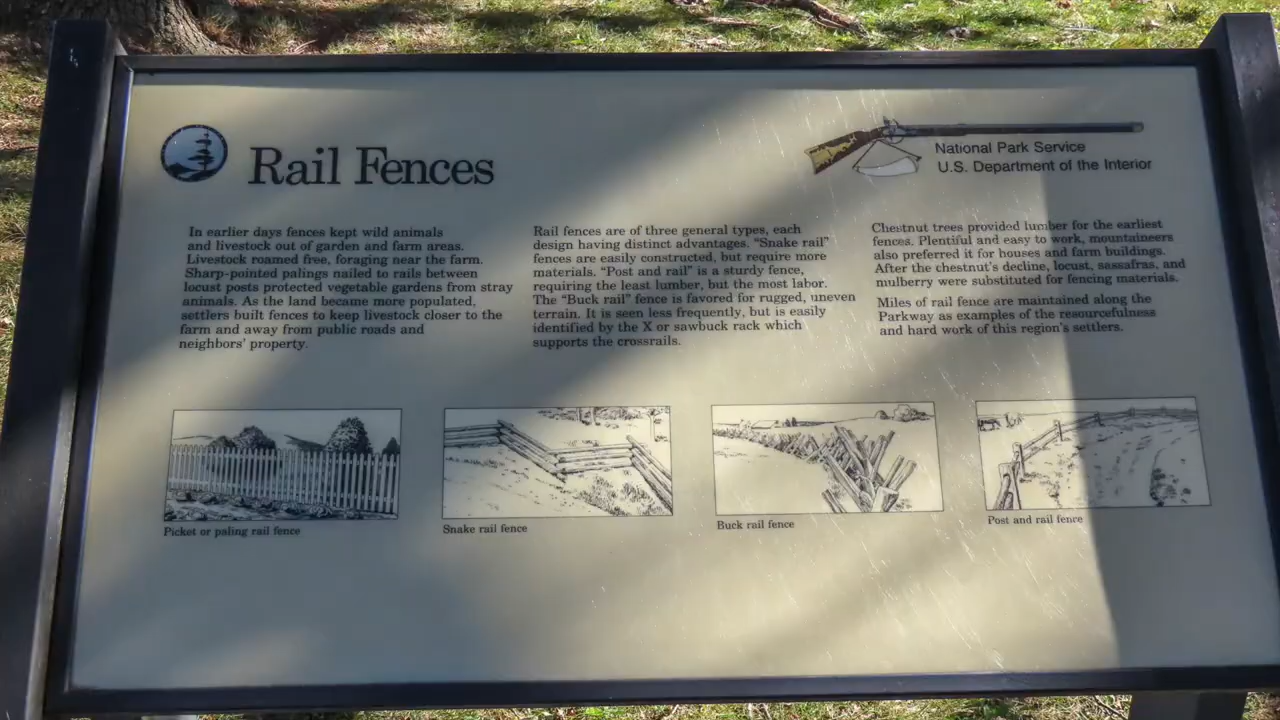 Rail Fences
National Park Service
U.S. Department of the Interior
In earlier days fences kept wild animals
and livestock out of garden and farm areas.
Livestock roamed free, foraging near the farm.
Sharp-pointed palings nailed to rails between
locust posts protected vegetable gardens from stray
animals. As the land became more populated,
settlers built fences to keep livestock closer to the
farm and away from public roads and
neighbors' property.
Rail fences are of three general types, each
design having distinct advantages. “Snake rail”
fences are easily constructed, but require more
materials. “Post and rail” is a sturdy fence,
requiring the least lumber, but the most labor.
The “Buck rail” fence is favored for rugged, uneven
terrain. It is seen less frequently, but is easily
identified by the X or sawbuck rack which
supports the crossrails.
Chestnut trees provided lumber for the earliest
fences. Plentiful and easy to work, mountaineers
also preferred it for houses and farm buildings.
After the chestnut's decline, locust, sassafras, and
mulberry were substituted for fencing materials.
Miles of rail fence are maintained along the
Parkway as examples of the resourcefulness
and hard work of this region's settlers.
Picket or paling rail fence
Snake rail fence
Buck rail fence
Post and rail fence